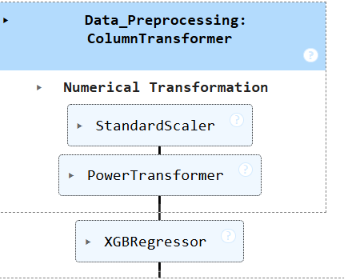 Data_Preprocessing:
ColumnTransformer
?
Numerical Transformation
StandardScaler ?
PowerTransformer ?
XGBRegressor ?